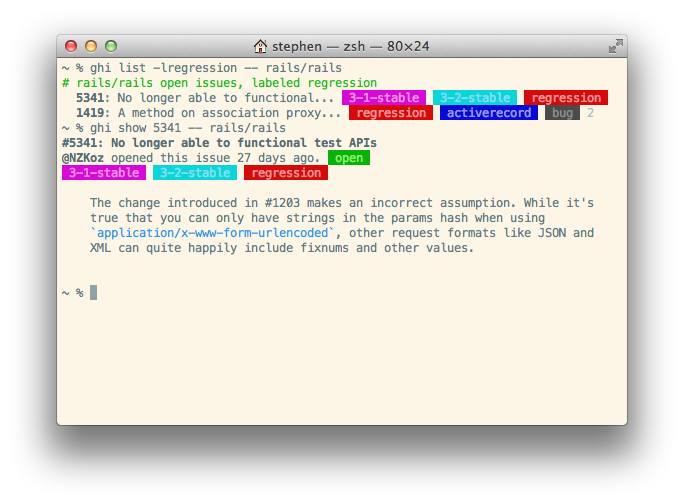 stephen — zsh — 80×24
~ % ghi list -lregression -- rails/rails
# rails/rails open issues, labeled regression
5341: No longer able to functional... 3-1-stable 3-2-stable regression
1419: A method on association proxy... regression activerecord bug 2
~ % ghi show 5341 -- rails/rails
#5341: No longer able to functional test APIs
@NZKoz opened this issue 27 days ago. open
3-1-stable 3-2-stable regression
The change introduced in #1203 makes an incorrect assumption. While it's
true that you can only have strings in the params hash when using
`application/x-www-form-urlencoded`, other request formats like JSON and
XML can quite happily include fixnums and other values.
~ %